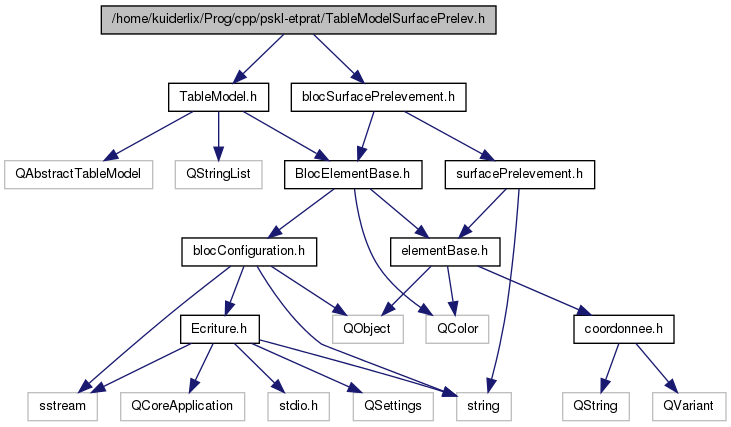 /home/kuiderlix/Prog/cpp/pskl-etprat/TableModelSurfacePrelev.h
TableModel.h
blocSurfacePrelevement.h
QAbstractTableModel
QStringList
BlocElementBase.h
surfacePrelevement.h
blocConfiguration.h
elementBase.h
Ecriture.h
QObject
QColor
coordonnee.h
sstream
QCoreApplication
stdio.h
QSettings
string
QString
QVariant